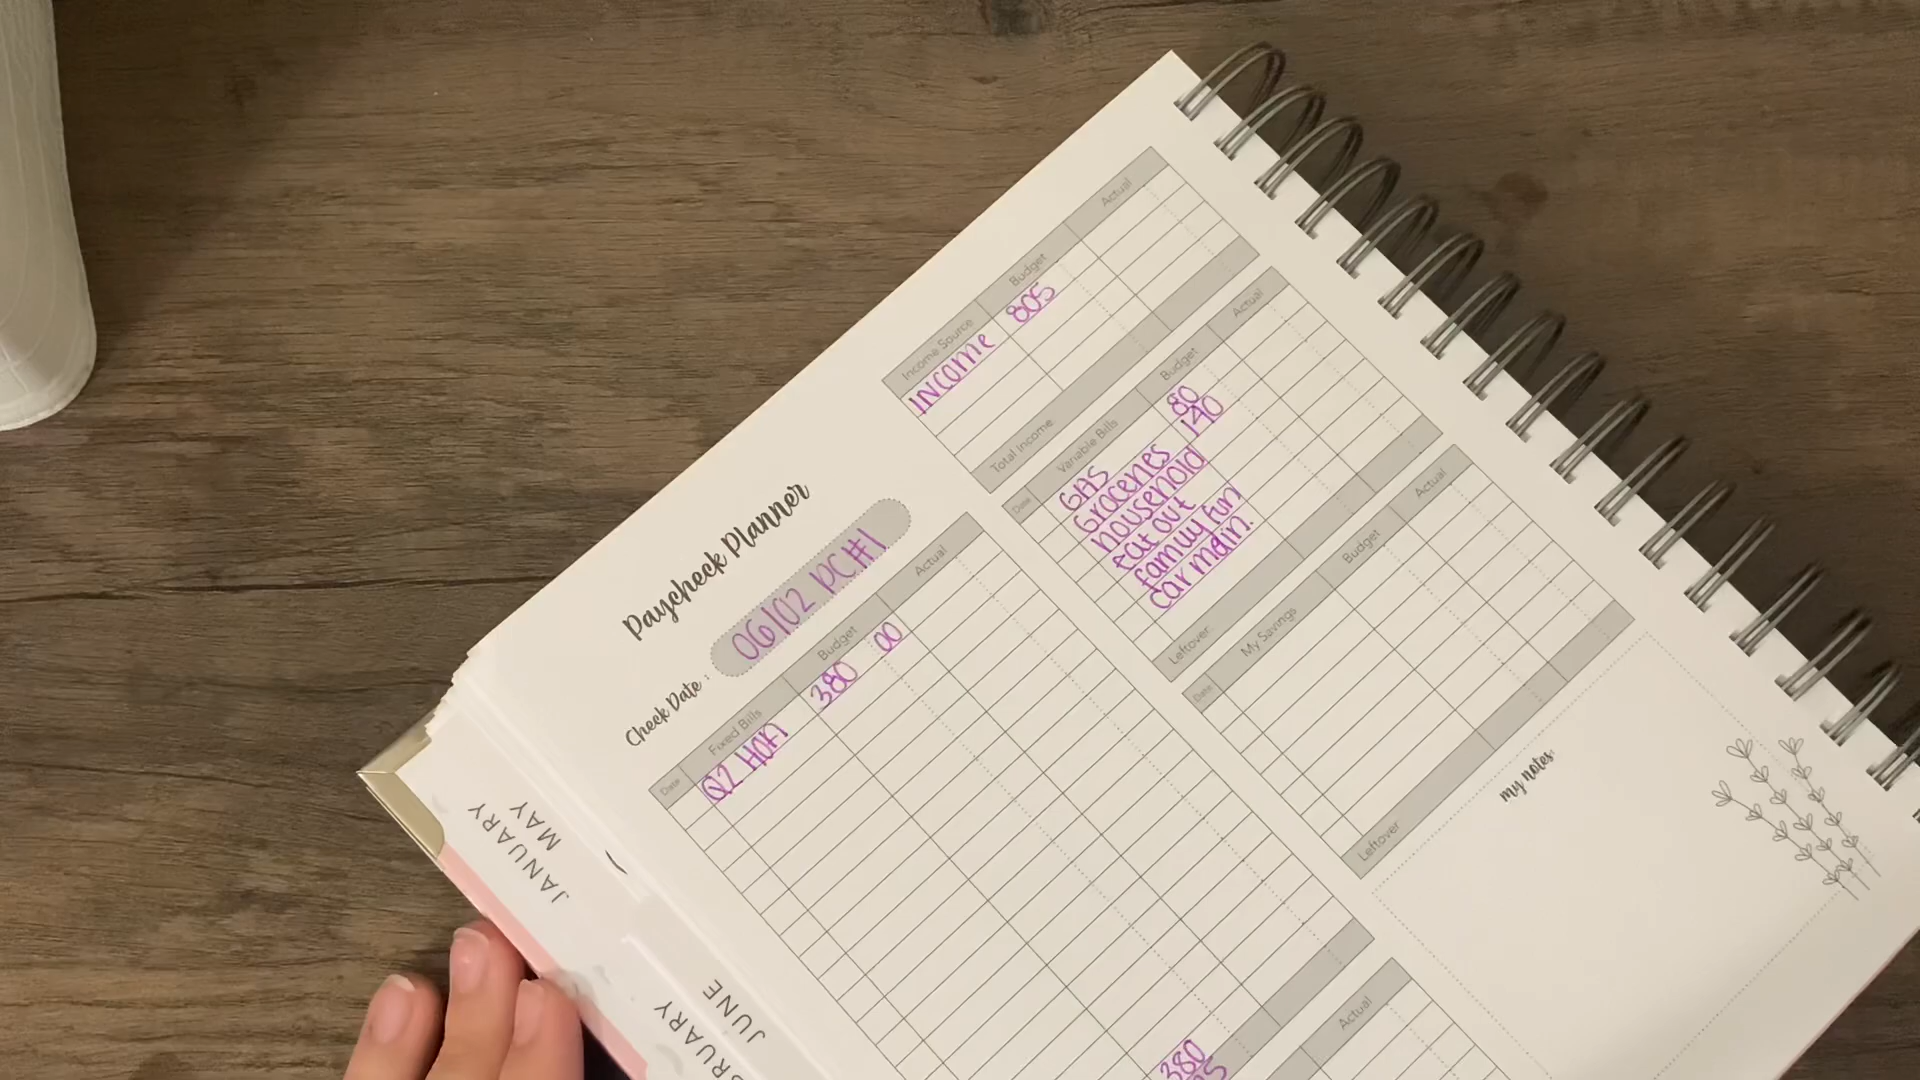 Paycheck Planner
Check Date : 06/02 PC#1
Income Source Budget Actual
INCOME 805
Total Income
Date Fixed Bills Budget Actual
Q2 HOA 380 00
380
Date Variable Bills Budget Actual
GAS 80
Groceries 140
household
eat out
family fun
car main.
Leftover
Date My Savings Budget Actual
Leftover
my notes:
Actual
JANUARY
MAY
JUNE